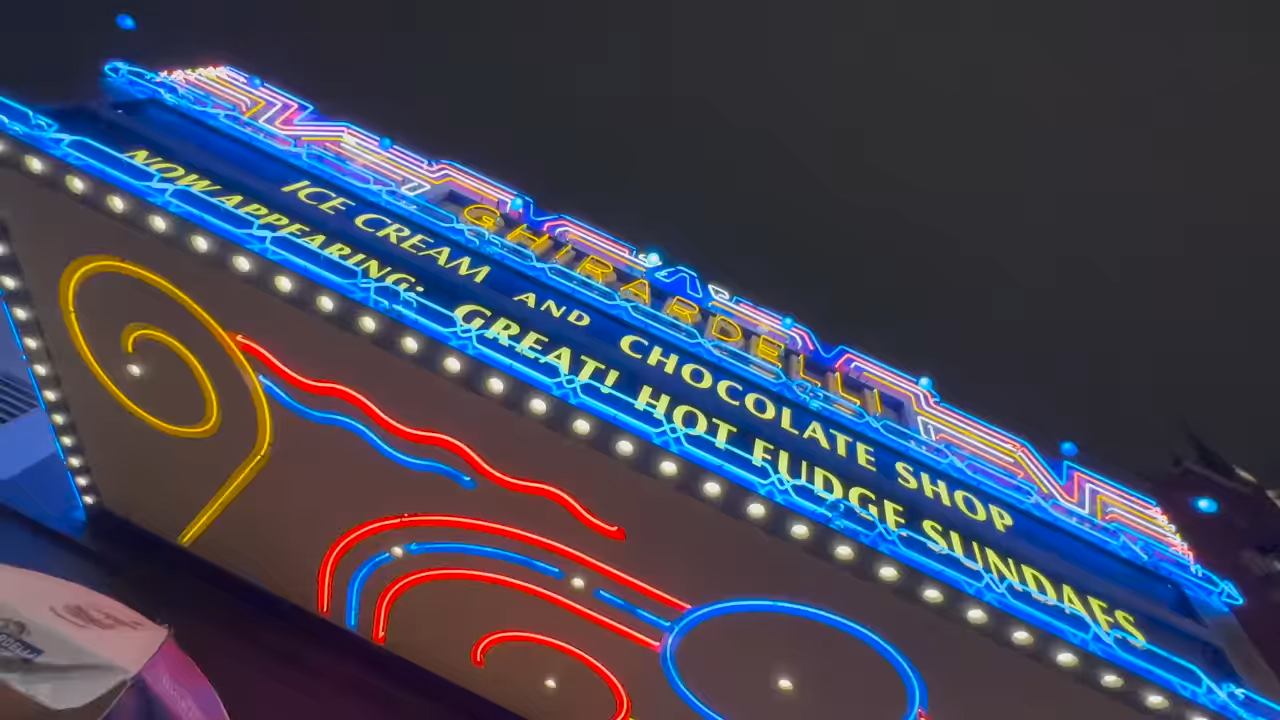 GHIRARDELLI
ICE CREAM AND CHOCOLATE SHOP
NOW APPEARING: GREAT! HOT FUDGE SUNDAES